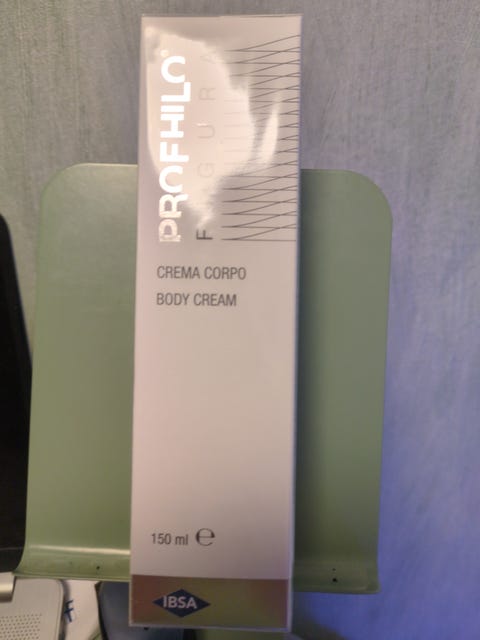 PROFHILO®
FIGURA
CREMA CORPO
BODY CREAM
150 ml ℮
IBSA